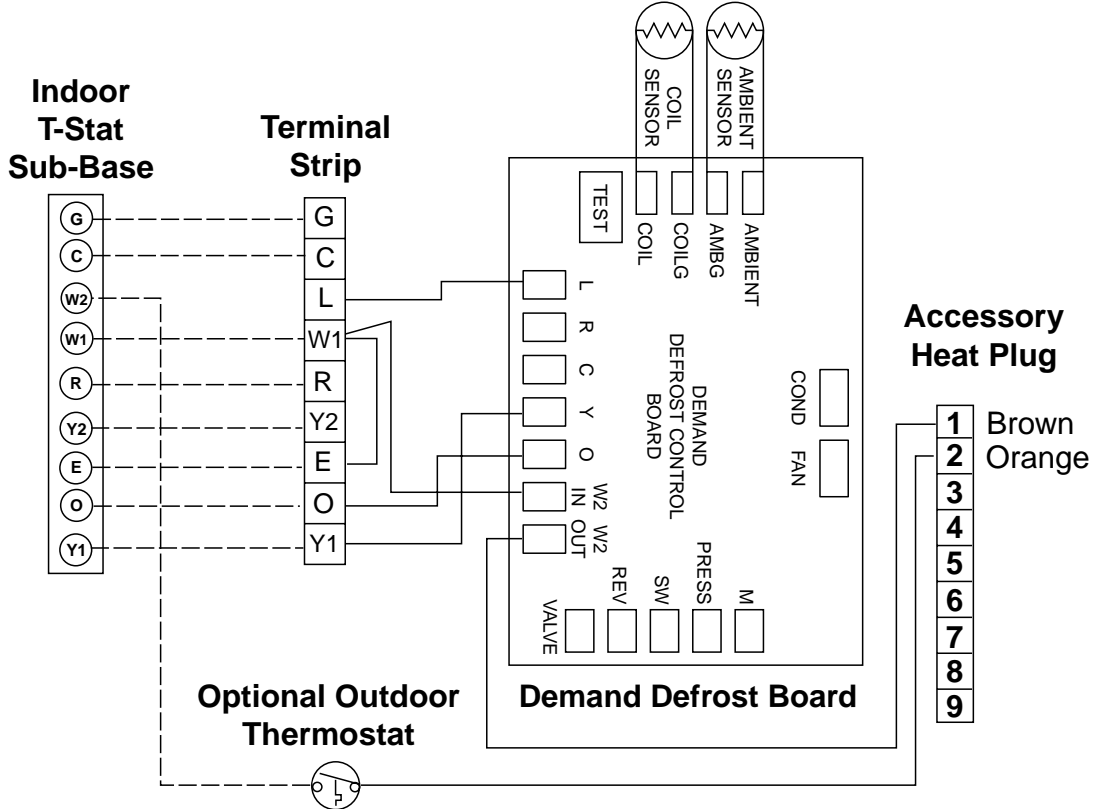 Indoor
T-Stat
Sub-Base
G
C
W2
W1
R
Y2
E
O
Y1
Terminal
Strip
G
C
L
W1
R
Y2
E
O
Y1
COIL
SENSOR
AMBIENT
SENSOR
TEST
COIL
COILG
AMBG
AMBIENT
L
R
C
Y
O
W2
IN
W2
OUT
DEMAND
DEFROST CONTROL
BOARD
COND
FAN
VALVE
REV
SW
PRESS
M
Demand Defrost Board
Optional Outdoor
Thermostat
Accessory
Heat Plug
1 Brown
2 Orange
3
4
5
6
7
8
9